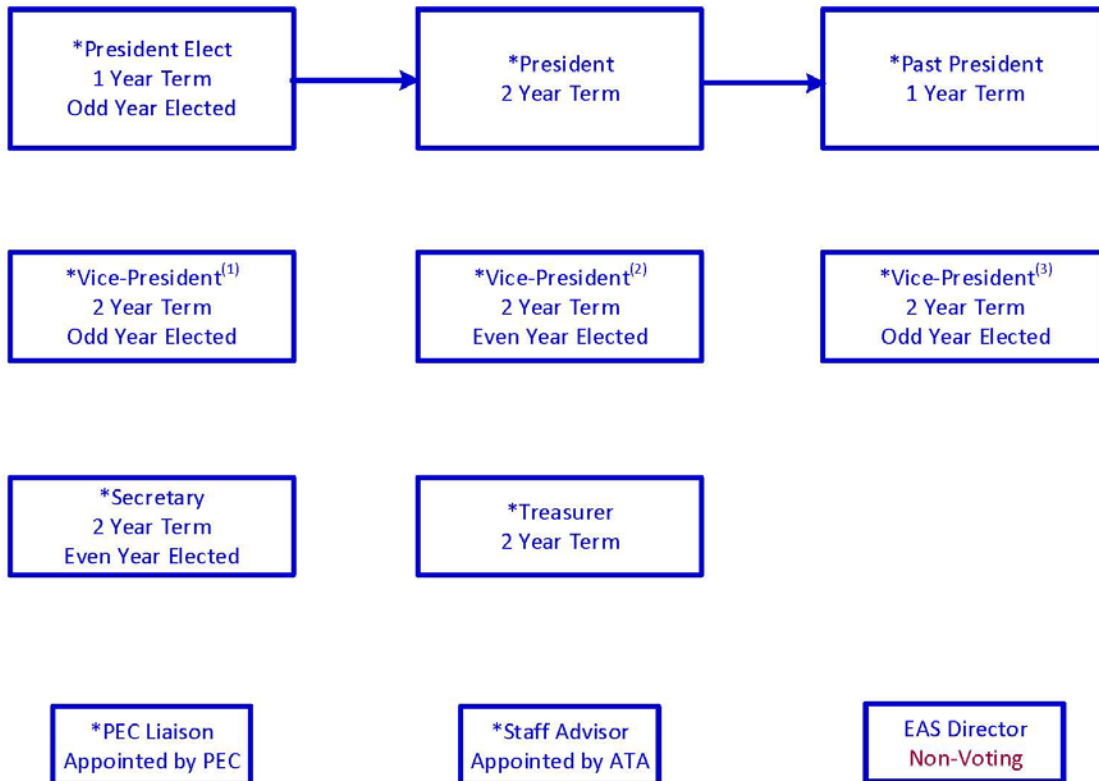 *President Elect
1 Year Term
Odd Year Elected
*President
2 Year Term
*Past President
1 Year Term
*Vice-President(1)
2 Year Term
Odd Year Elected
*Vice-President(2)
2 Year Term
Even Year Elected
*Vice-President(3)
2 Year Term
Odd Year Elected
*Secretary
2 Year Term
Even Year Elected
*Treasurer
2 Year Term
*PEC Liaison
Appointed by PEC
*Staff Advisor
Appointed by ATA
EAS Director
Non-Voting